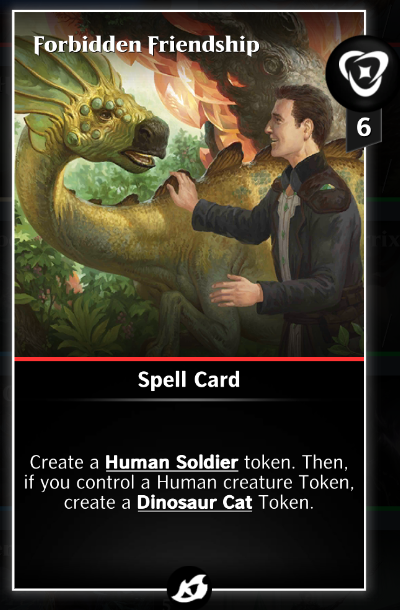 Forbidden Friendship
6
Spell Card
Create a Human Soldier token. Then,
if you control a Human creature Token,
create a Dinosaur Cat Token.